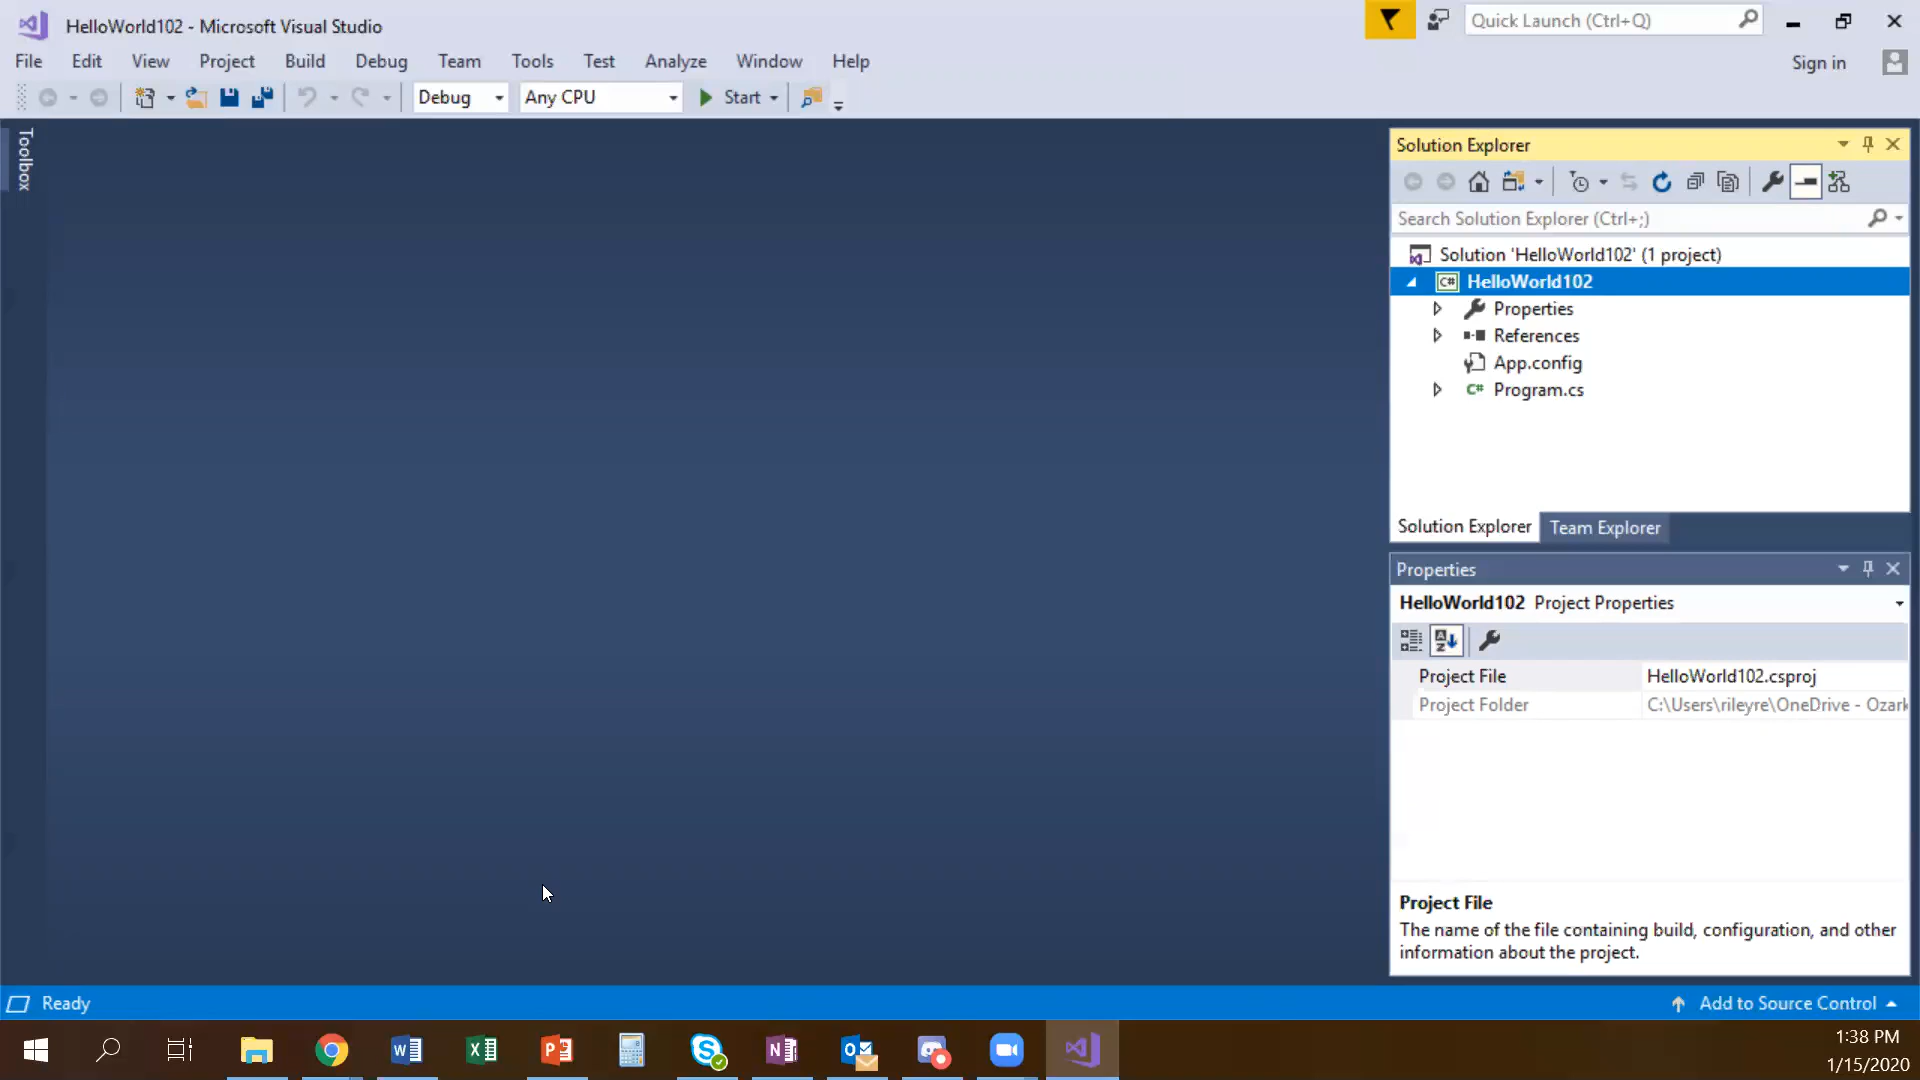 HelloWorld102 - Microsoft Visual Studio
Quick Launch (Ctrl+Q)
File Edit View Project Build Debug Team Tools Test Analyze Window Help
Sign in
Debug Any CPU Start
Toolbox
Solution Explorer
Search Solution Explorer (Ctrl+;)
Solution 'HelloWorld102' (1 project)
C# HelloWorld102
Properties
References
App.config
C# Program.cs
Solution Explorer Team Explorer
Properties
HelloWorld102 Project Properties
Project File HelloWorld102.csproj
Project Folder C:\Users\rileyre\OneDrive - Ozark
Project File
The name of the file containing build, configuration, and other
information about the project.
Ready
Add to Source Control
1:38 PM
1/15/2020